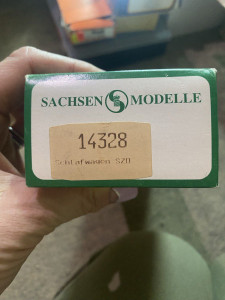 SACHSEN MODELLE
14328
Schlafwagen SZD